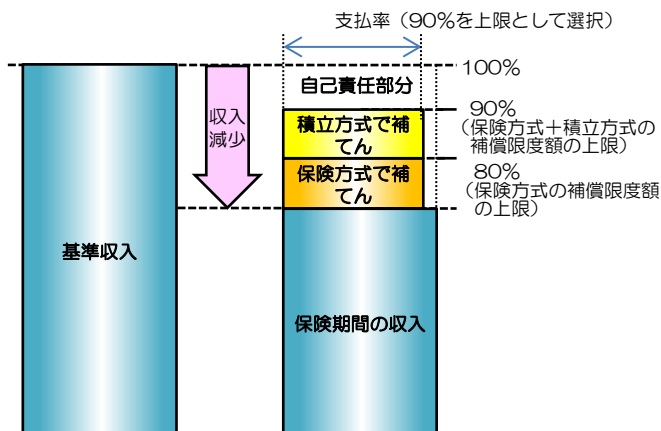 支払率（90%を上限として選択）
100%
自己責任部分
収入
減少
90%
（保険方式＋積立方式の
補償限度額の上限）
積立方式で補
てん
80%
（保険方式の補償限度額
の上限）
保険方式で補
てん
基準収入
保険期間の収入